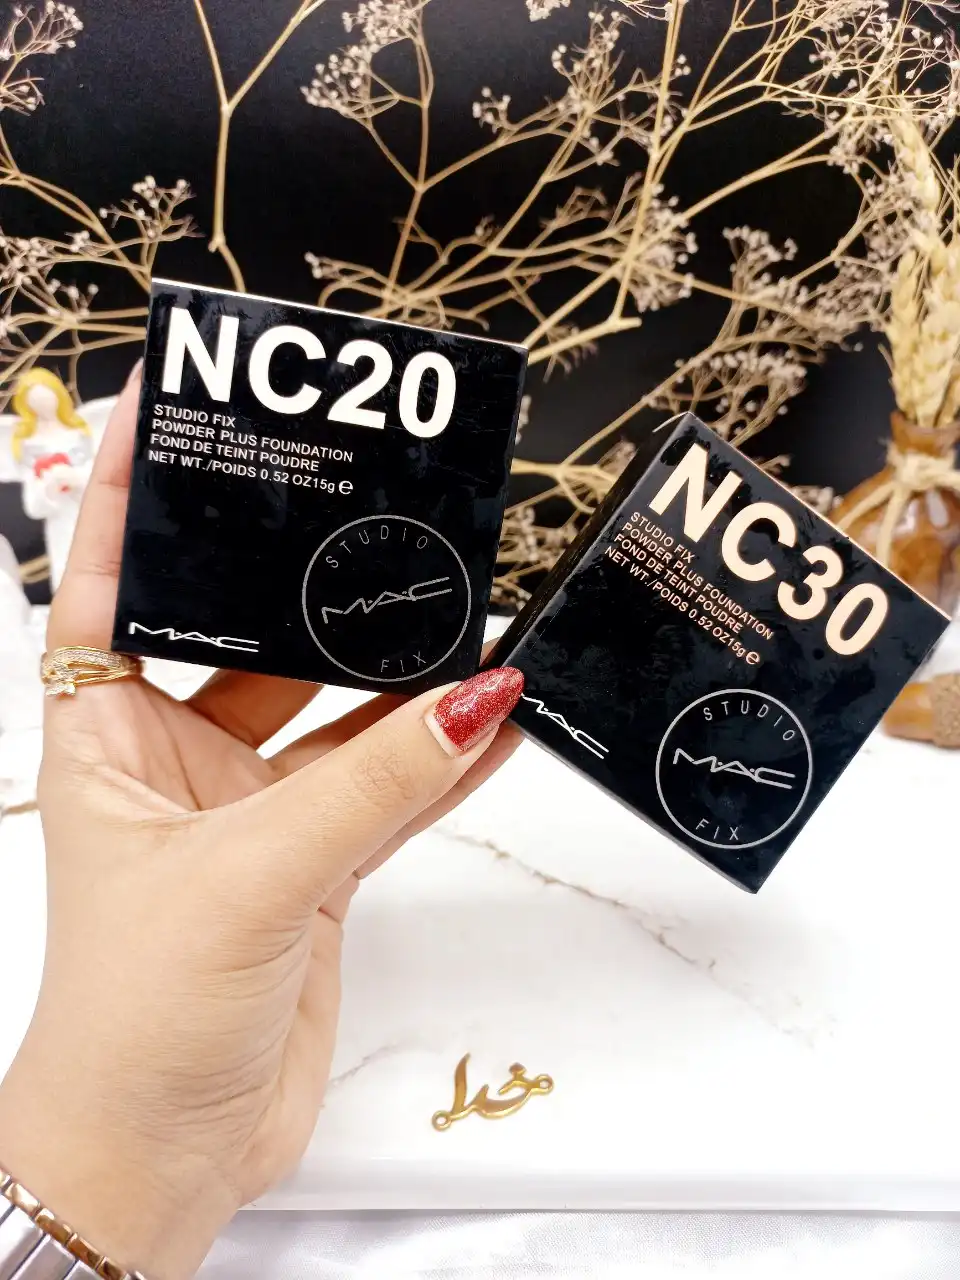 NC20
STUDIO FIX
POWDER PLUS FOUNDATION
FOND DE TEINT POUDRE
NET WT./POIDS 0.52 OZ15g ℮
STUDIO
M·A·C
FIX
M·A·C
NC30
STUDIO FIX
POWDER PLUS FOUNDATION
FOND DE TEINT POUDRE
NET WT./POIDS 0.52 OZ15g ℮
STUDIO
M·A·C
FIX
M·A·C
خدا